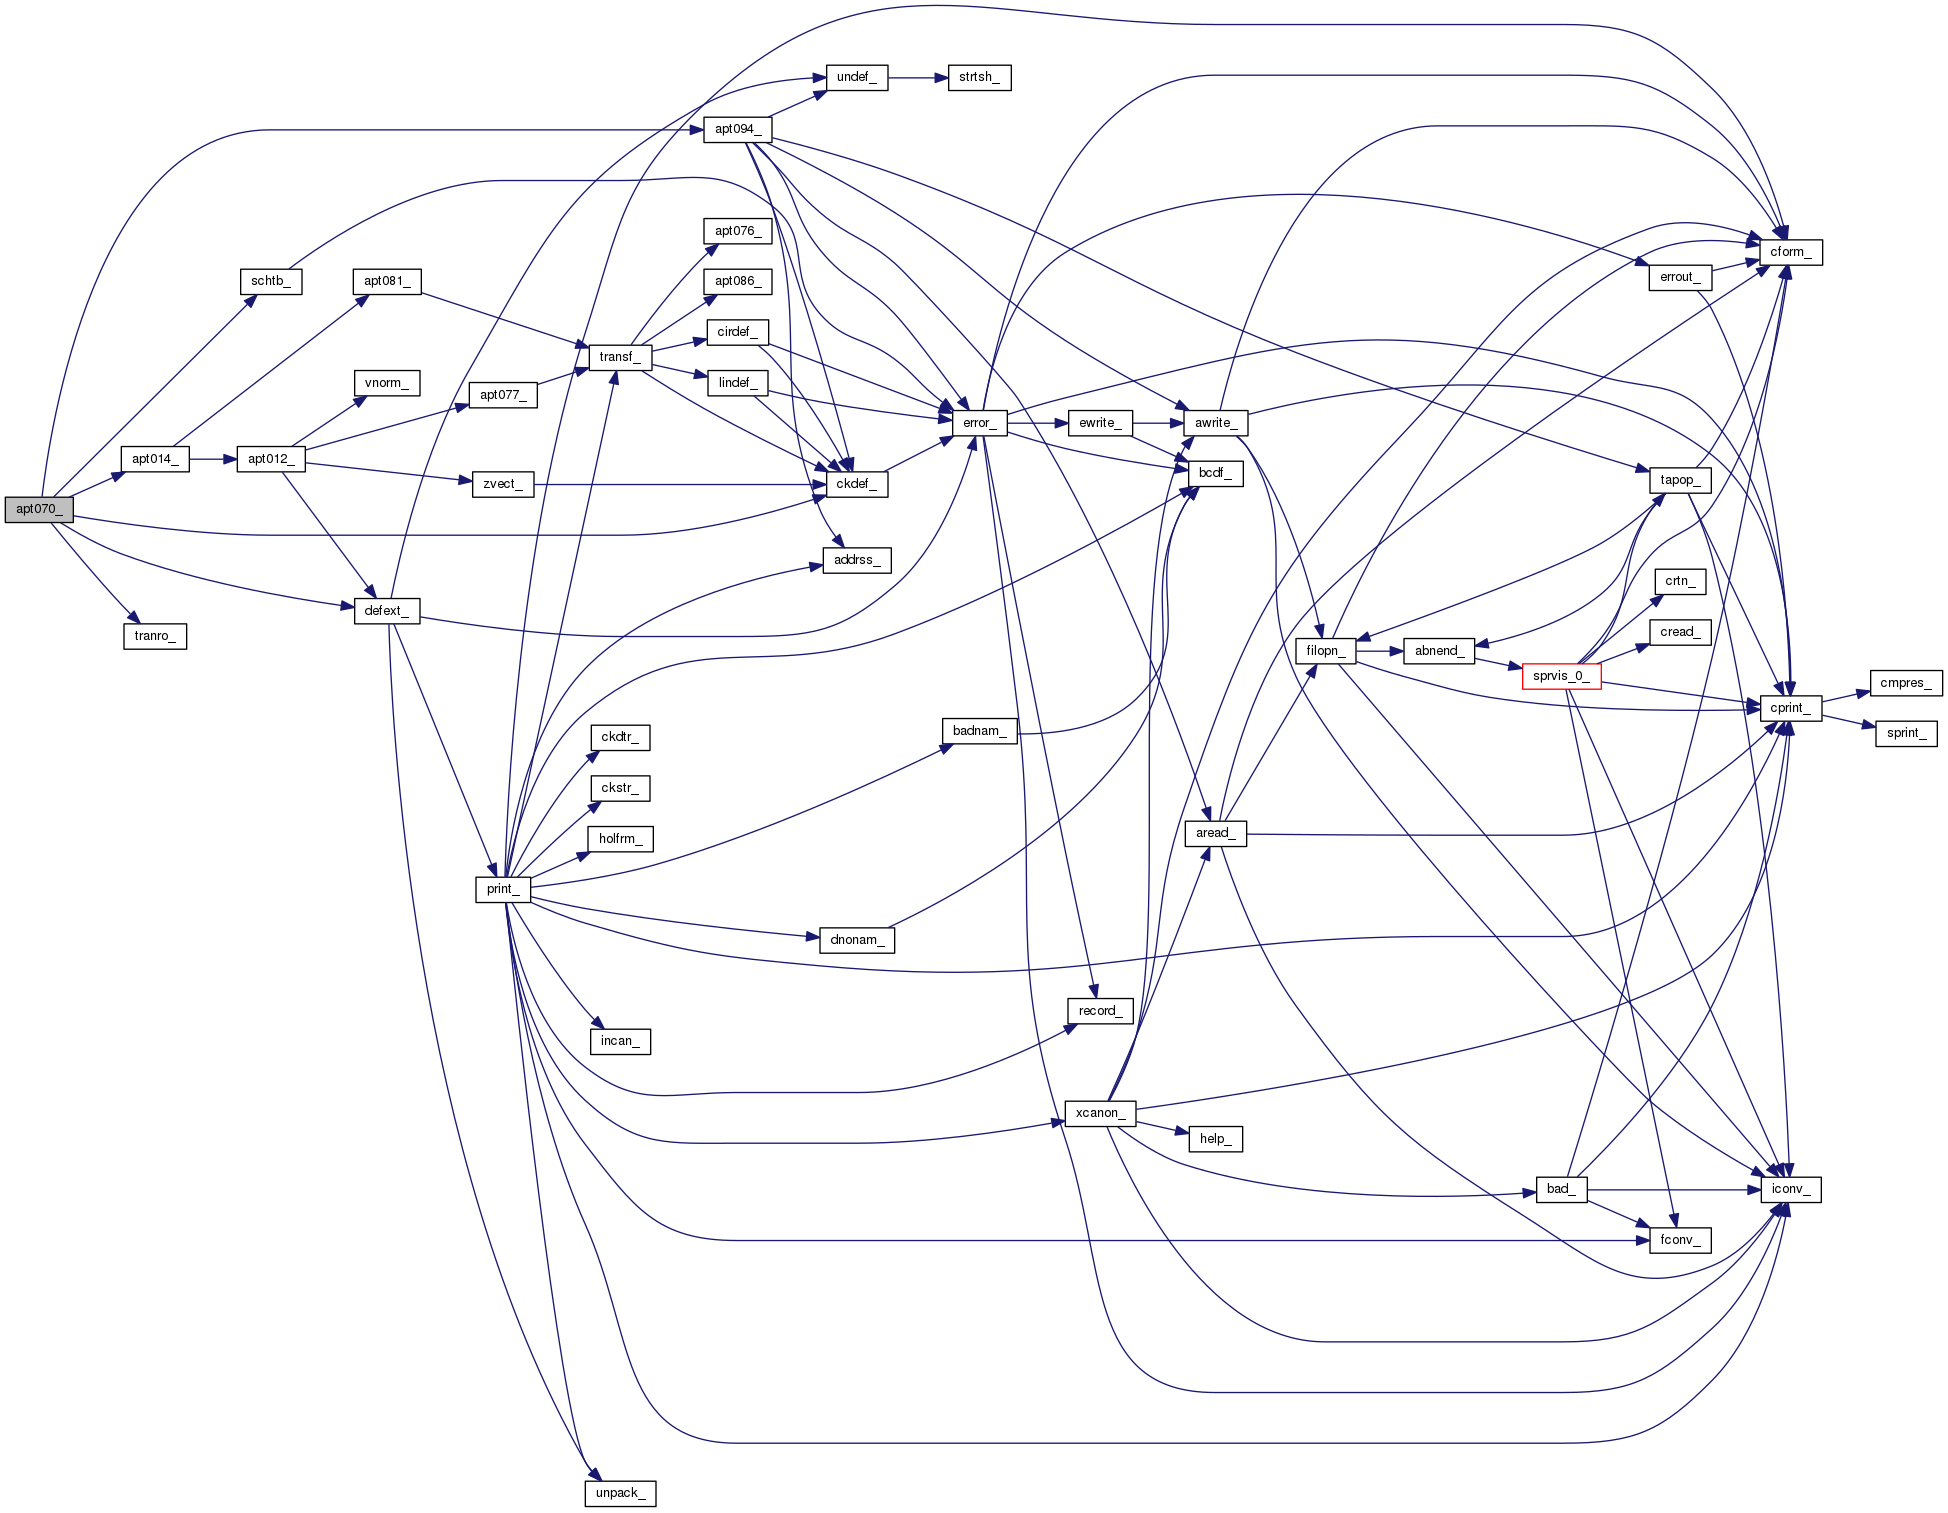 undef_
strtsh_
apt094_
apt076_
cform_
schtb_
apt081_
apt086_
errout_
cirdef_
transf_
vnorm_
lindef_
apt077_
error_
ewrite_
awrite_
apt014_
apt012_
bcdf_
zvect_
ckdef_
tapop_
apt070_
addrss_
crtn_
defext_
tranro_
cread_
filopn_
abnend_
sprvis_0_
cmpres_
cprint_
badnam_
sprint_
ckdtr_
ckstr_
holfrm_
aread_
print_
dnonam_
record_
incan_
xcanon_
help_
bad_
iconv_
fconv_
unpack_